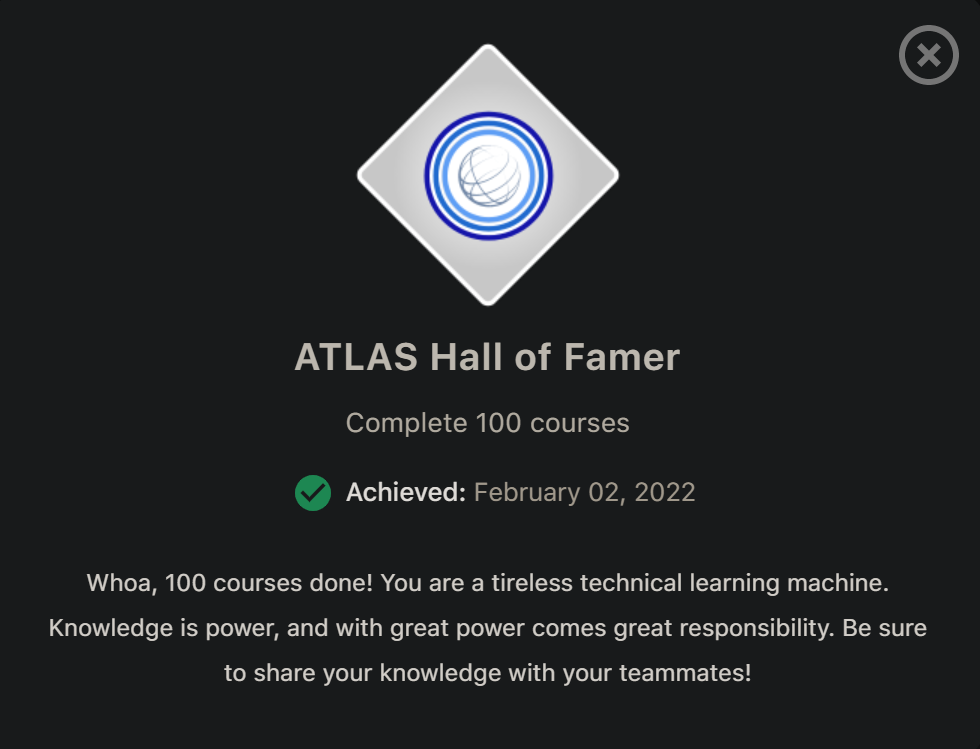 ATLAS Hall of Famer
Complete 100 courses
Achieved: February 02, 2022
Whoa, 100 courses done! You are a tireless technical learning machine.
Knowledge is power, and with great power comes great responsibility. Be sure
to share your knowledge with your teammates!